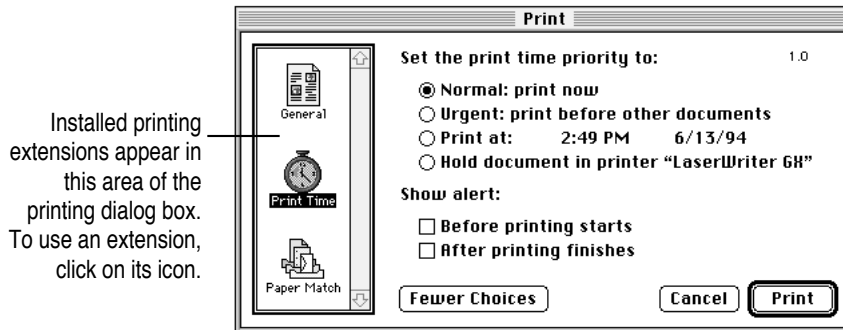 Print
Installed printing
extensions appear in
this area of the
printing dialog box.
To use an extension,
click on its icon.
General
Print Time
Paper Match
Set the print time priority to:
1.0
Normal: print now
Urgent: print before other documents
Print at: 2:49 PM 6/13/94
Hold document in printer “LaserWriter GX”
Show alert:
Before printing starts
After printing finishes
Fewer Choices
Cancel
Print